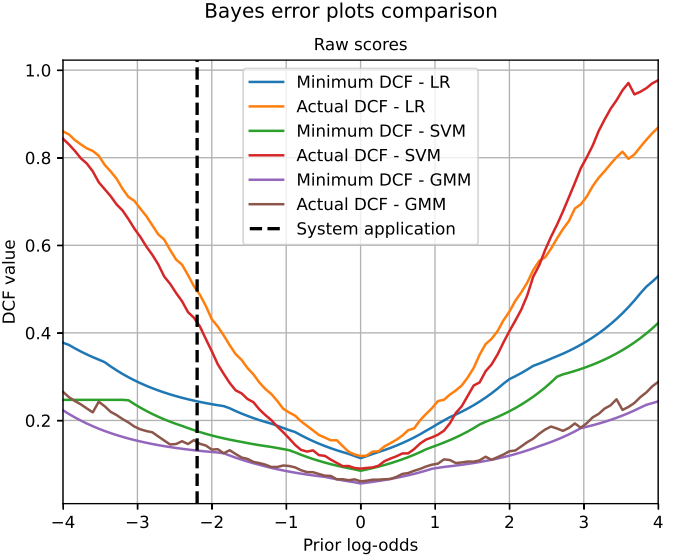 Bayes error plots comparison
Raw scores
Minimum DCF - LR
Actual DCF - LR
Minimum DCF - SVM
Actual DCF - SVM
Minimum DCF - GMM
Actual DCF - GMM
System application
DCF value
1.0
0.8
0.6
0.4
0.2
−4 −3 −2 −1 0 1 2 3 4
Prior log-odds